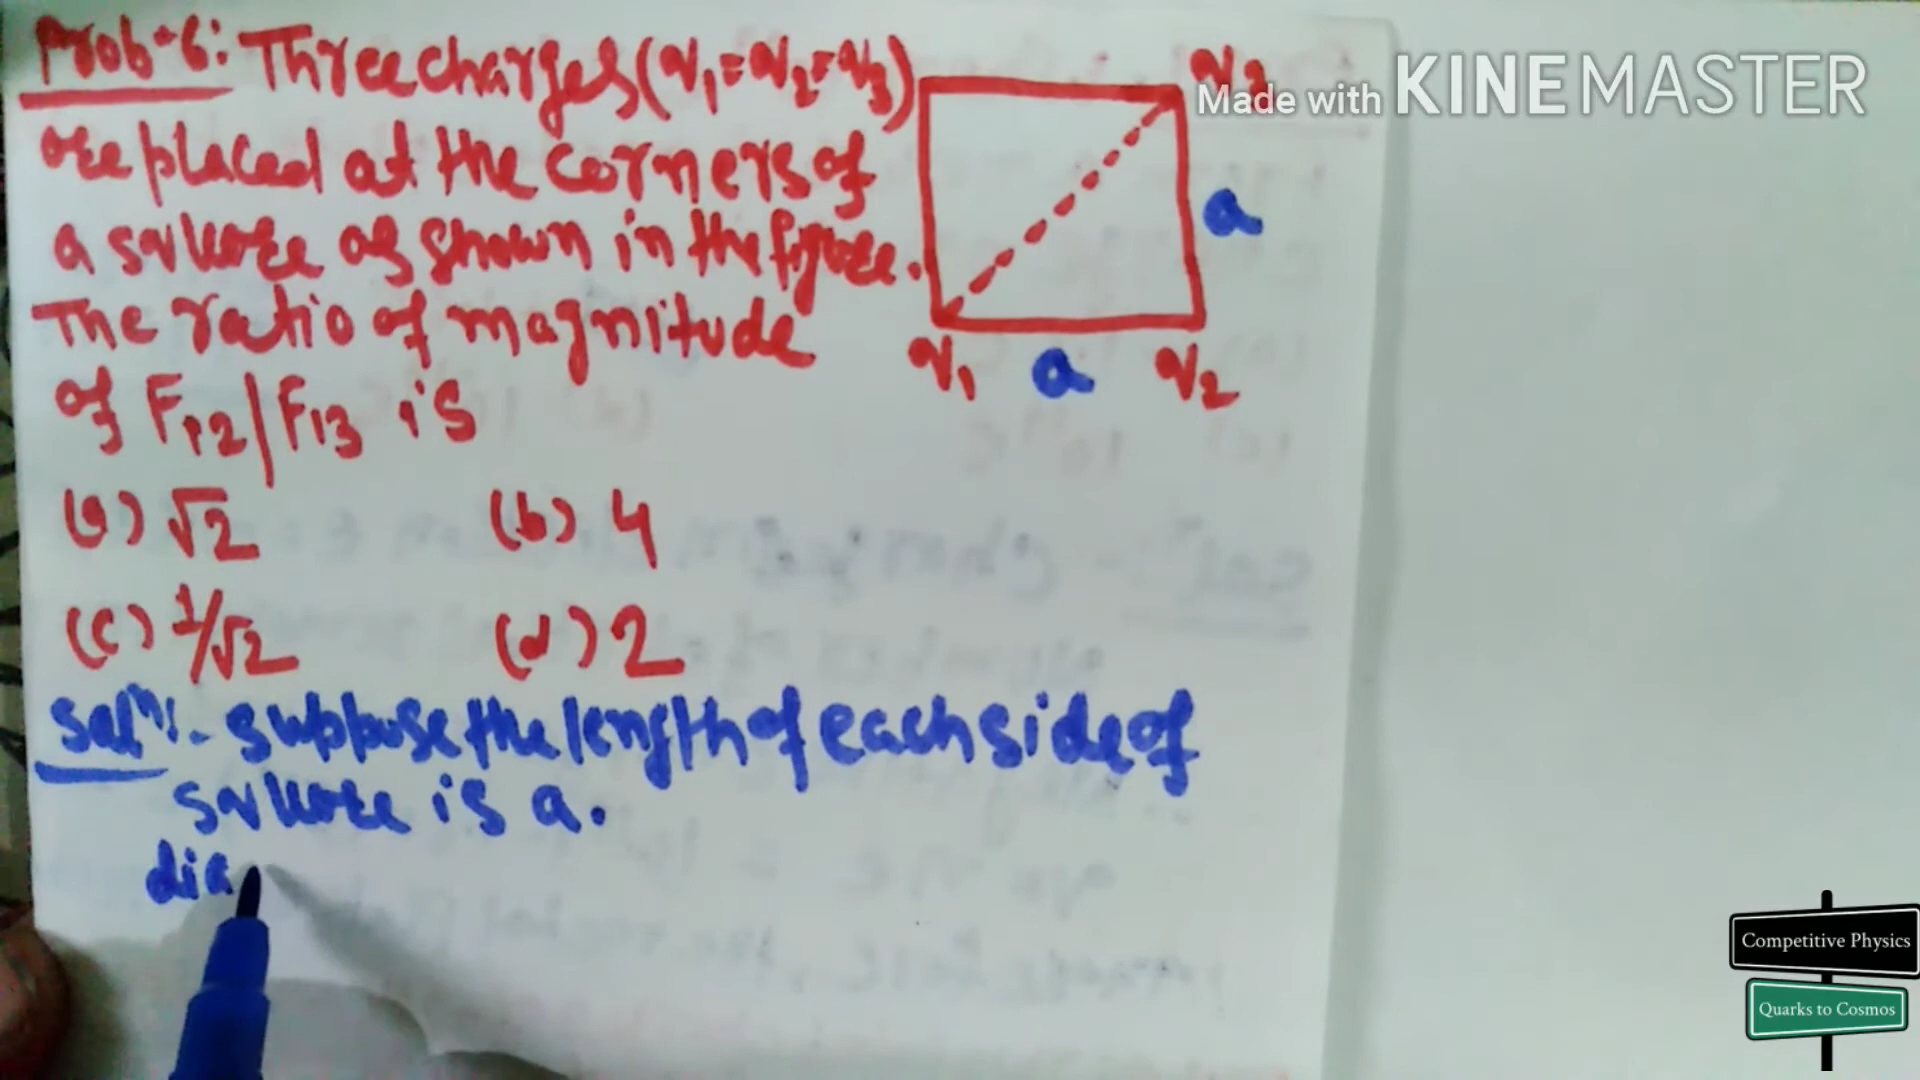 Prob-6: Three charges (q₁=q₂=q₃)
are placed at the corners of
a square as shown in the figure.
The ratio of magnitude
of F₁₂/F₁₃ is
(a) √2 (b) 4
(c) 1/√2 (d) 2
Solⁿ:- suppose the length of each side of
square is a.
dia
q₃
a
q₁ a q₂
Made with KINEMASTER
Competitive Physics
Quarks to Cosmos